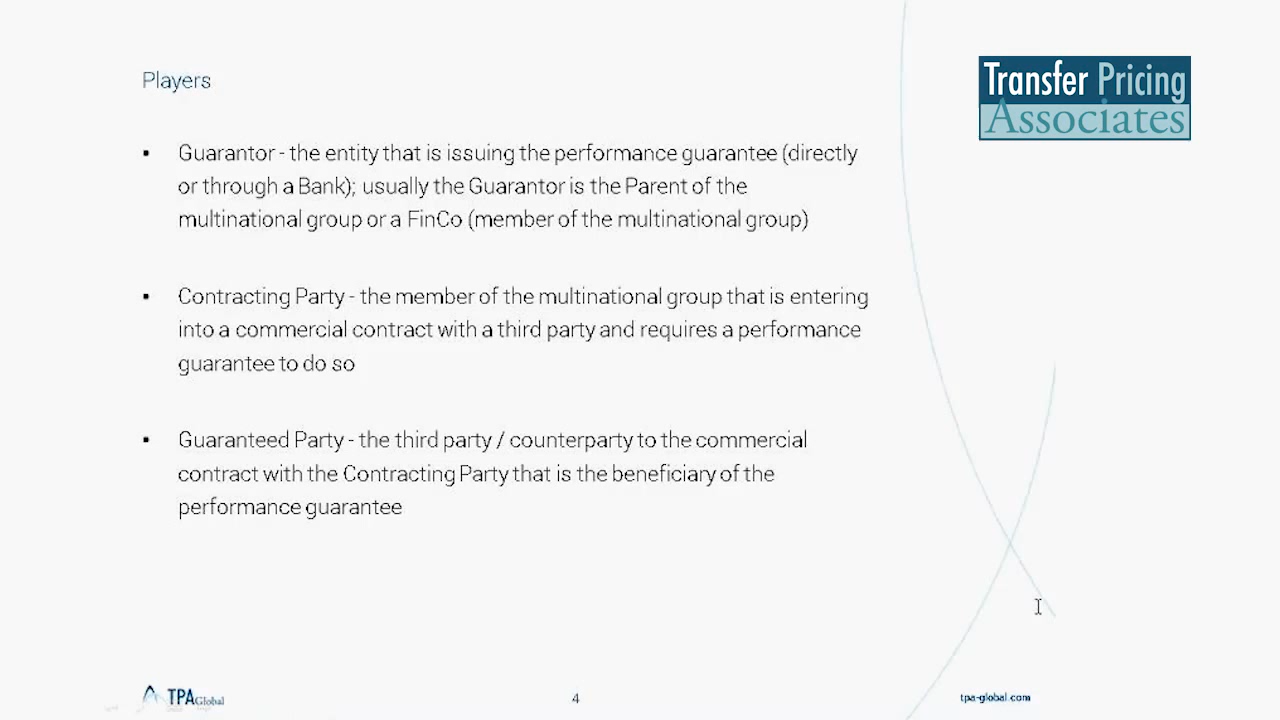 Transfer Pricing
Associates
Players
▪ Guarantor - the entity that is issuing the performance guarantee (directly
or through a Bank); usually the Guarantor is the Parent of the
multinational group or a FinCo (member of the multinational group)
▪ Contracting Party - the member of the multinational group that is entering
into a commercial contract with a third party and requires a performance
guarantee to do so
▪ Guaranteed Party - the third party / counterparty to the commercial
contract with the Contracting Party that is the beneficiary of the
performance guarantee
TPA Global
4
tpa-global.com